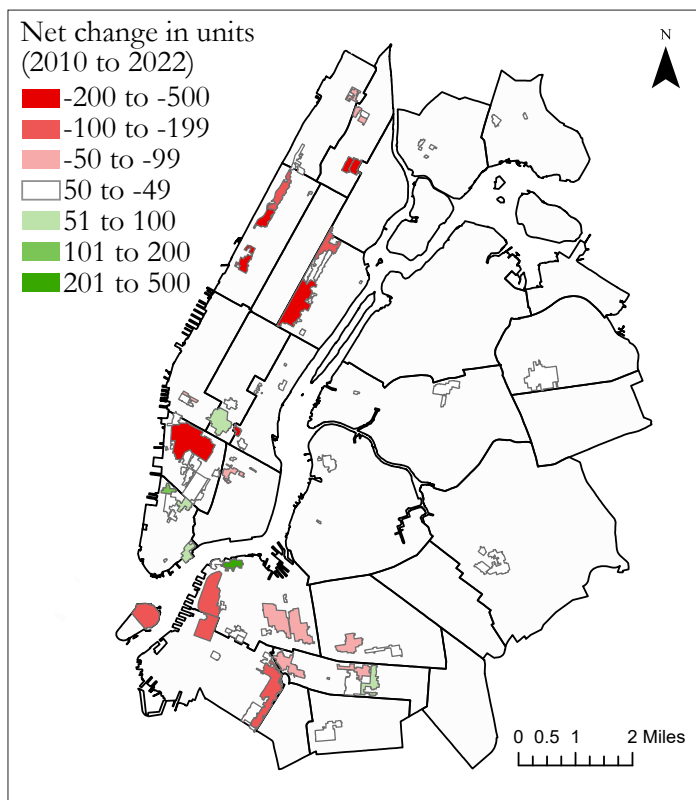 Net change in units
(2010 to 2022)
-200 to -500
-100 to -199
-50 to -99
50 to -49
51 to 100
101 to 200
201 to 500
N
0 0.5 1 2 Miles